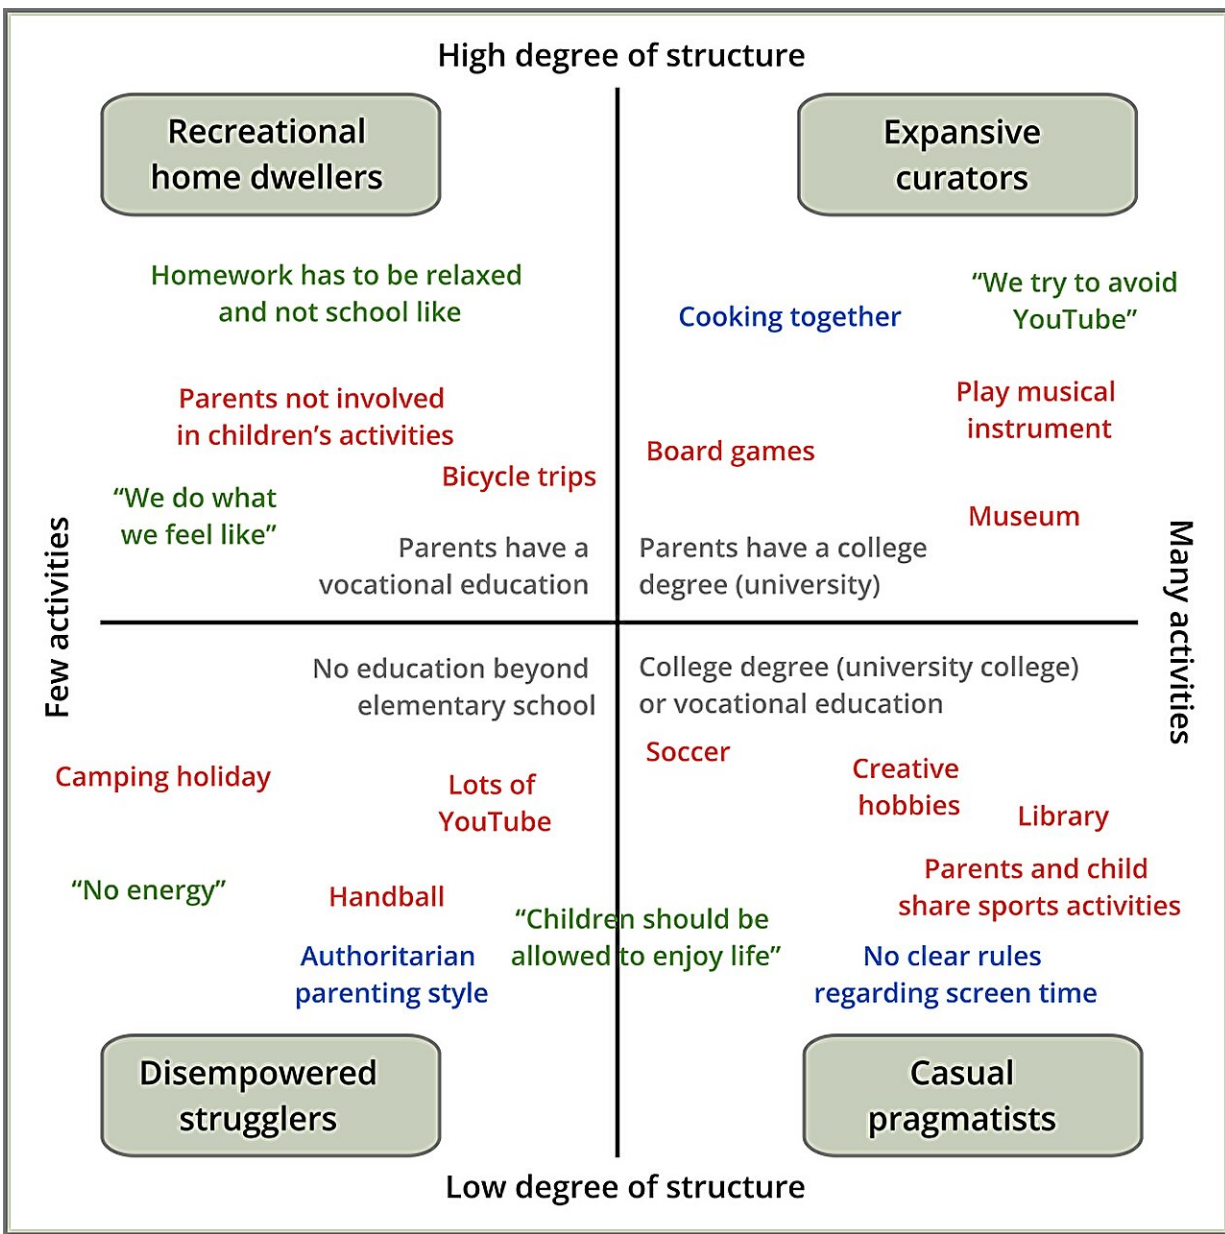 High degree of structure
Recreational
home dwellers
Expansive
curators
Homework has to be relaxed
and not school like
Cooking together
“We try to avoid
YouTube”
Parents not involved
in children’s activities
Play musical
instrument
Board games
Bicycle trips
“We do what
we feel like”
Museum
Parents have a
vocational education
Parents have a college
degree (university)
Few activities
Many activities
No education beyond
elementary school
College degree (university college)
or vocational education
Soccer
Camping holiday
Lots of
YouTube
Creative
hobbies
Library
“No energy”
Handball
Parents and child
share sports activities
“Children should be
allowed to enjoy life”
Authoritarian
parenting style
No clear rules
regarding screen time
Disempowered
strugglers
Casual
pragmatists
Low degree of structure